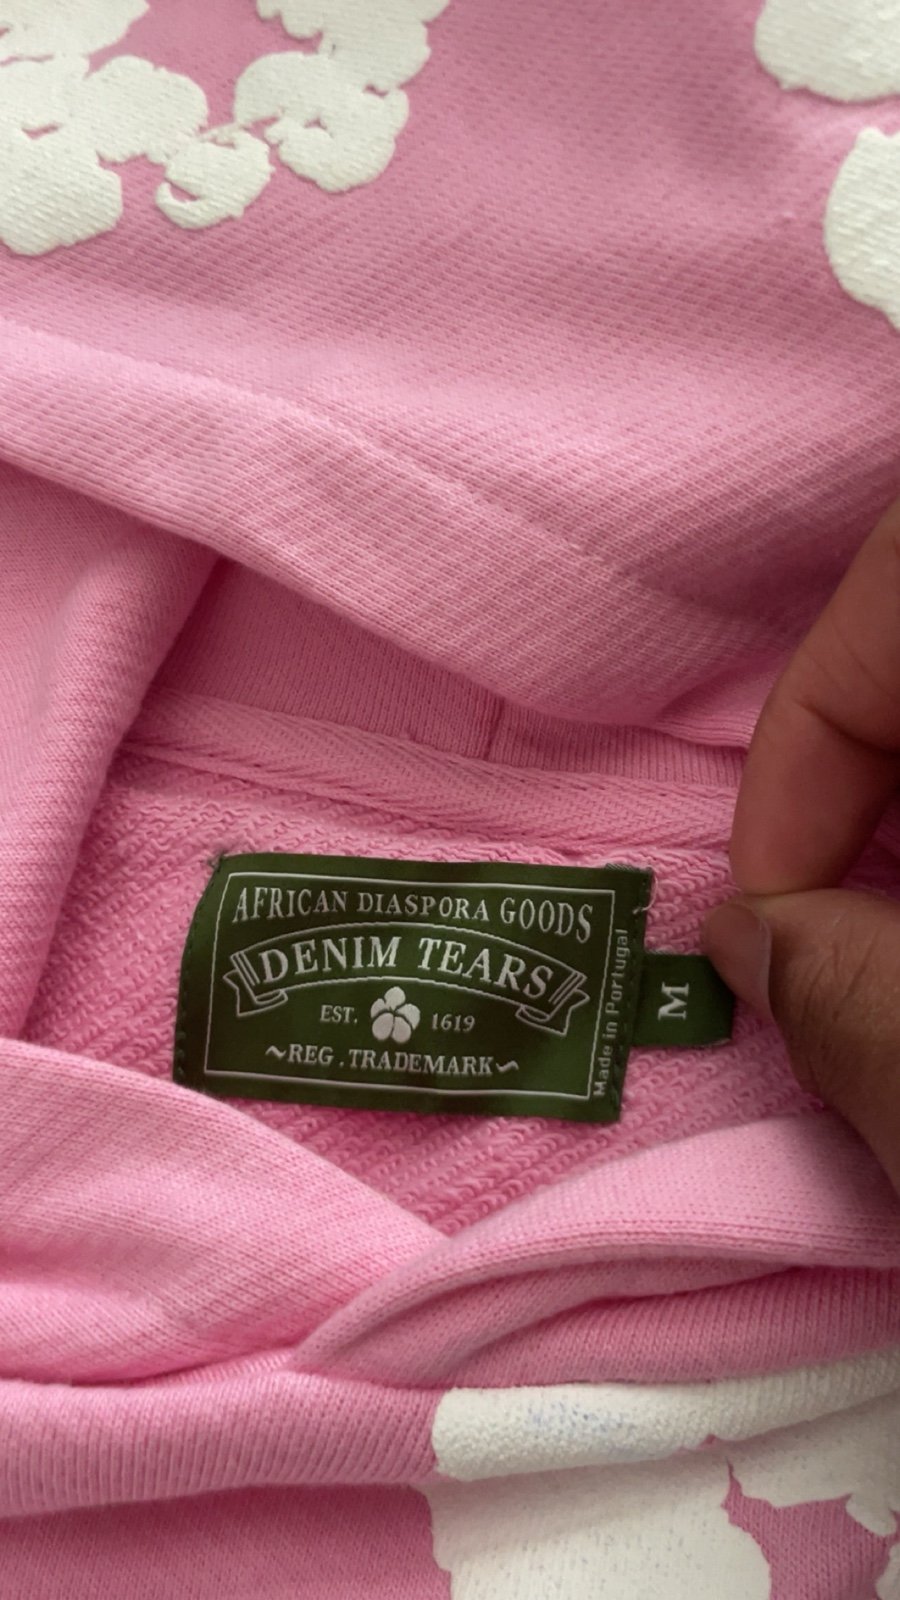 AFRICAN DIASPORA GOODS
DENIM TEARS
EST. 1619
~REG . TRADEMARK~
Made in Portugal
M